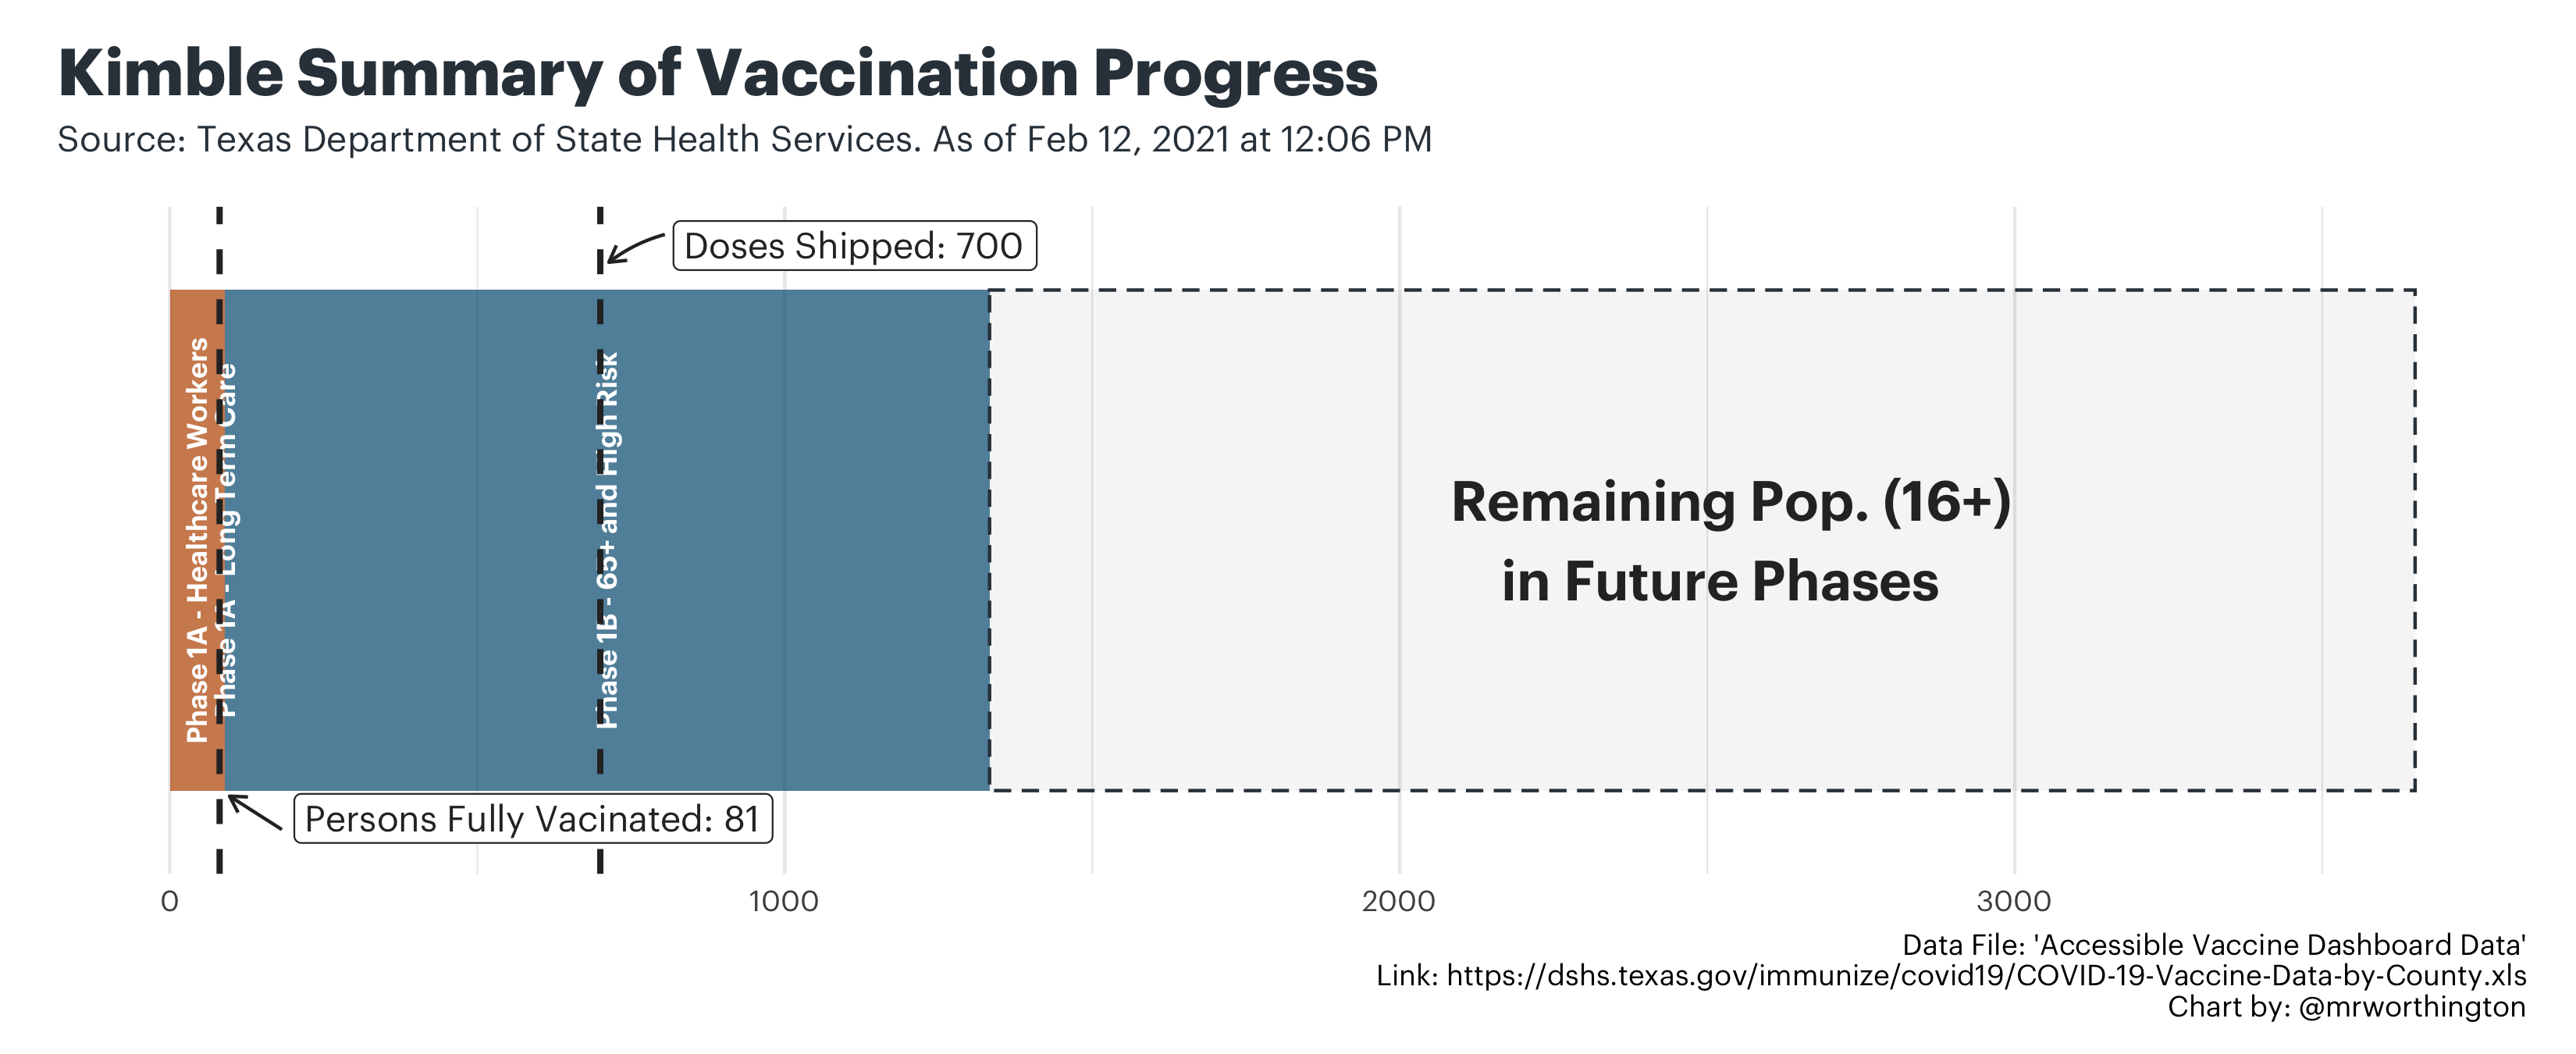 Kimble Summary of Vaccination Progress
Source: Texas Department of State Health Services. As of Feb 12, 2021 at 12:06 PM
Doses Shipped: 700
Phase 1A - Healthcare Workers
Phase 1A - Long Term Care
Phase 1B - 65+ and High Risk
Remaining Pop. (16+)
in Future Phases
Persons Fully Vacinated: 81
0 1000 2000 3000
Data File: 'Accessible Vaccine Dashboard Data'
Link: https://dshs.texas.gov/immunize/covid19/COVID-19-Vaccine-Data-by-County.xls
Chart by: @mrworthington